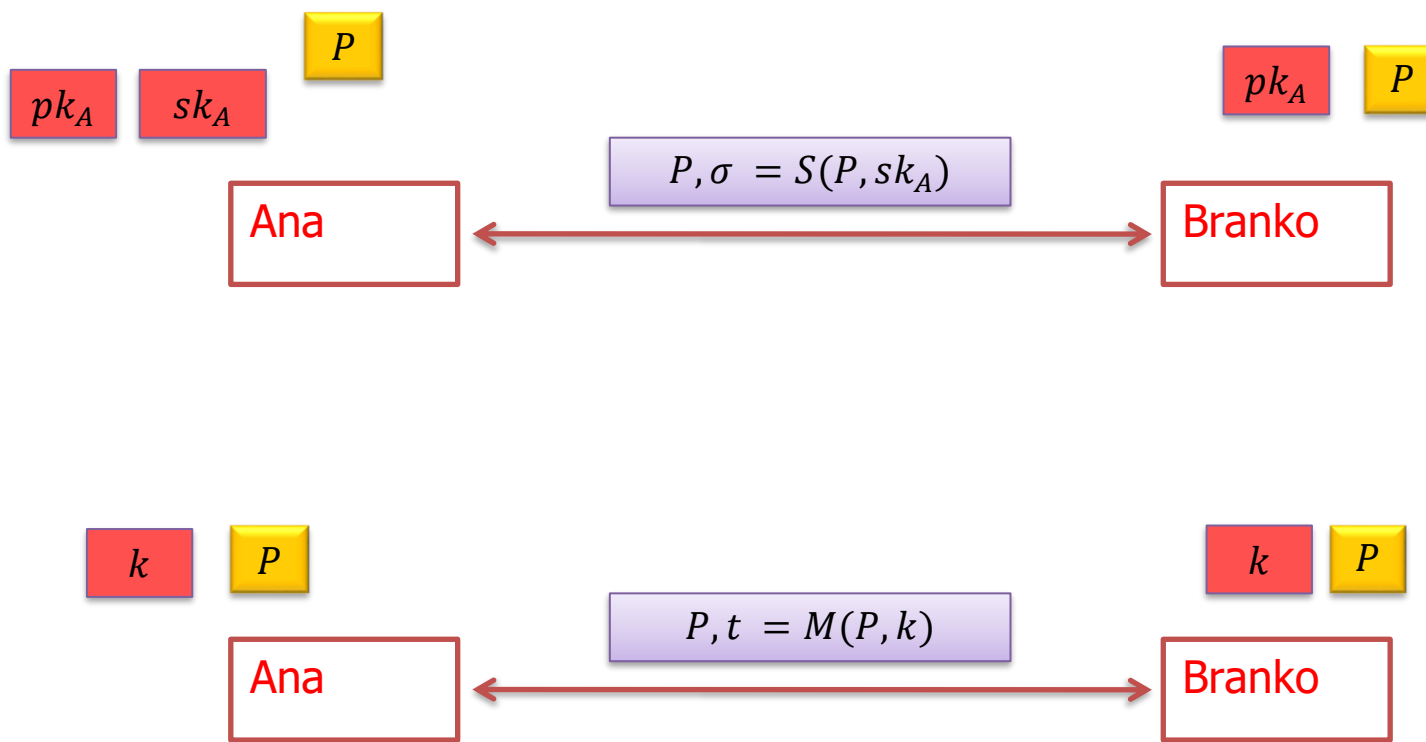 P
pk_A sk_A
pk_A P
P, σ = S(P, sk_A)
Ana
Branko
k P
k P
P, t = M(P, k)
Ana
Branko